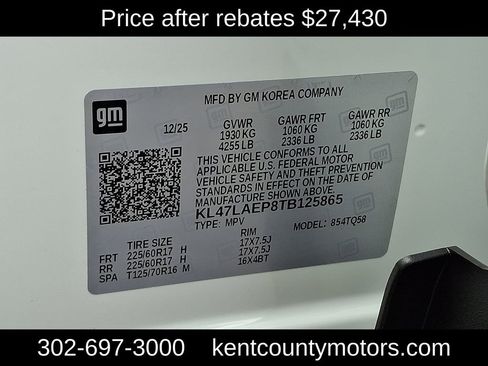 Price after rebates $27,430
gm
MFD BY GM KOREA COMPANY
12/25 GVWR GAWR FRT GAWR RR
1930 KG 1060 KG 1060 KG
4255 LB 2336 LB 2336 LB
THIS VEHICLE CONFORMS TO ALL
APPLICABLE U.S. FEDERAL MOTOR
VEHICLE SAFETY AND THEFT PREVENTION
STANDARDS IN EFFECT ON THE DATE OF
MANUFACTURE SHOWN ABOVE.
KL47LAEP8TB125865
TYPE: MPV MODEL: 854TQ58
TIRE SIZE RIM
FRT 225/60R17 H 17X7.5J
RR 225/60R17 H 17X7.5J
SPA T125/70R16 M 16X4BT
302-697-3000 kentcountymotors.com